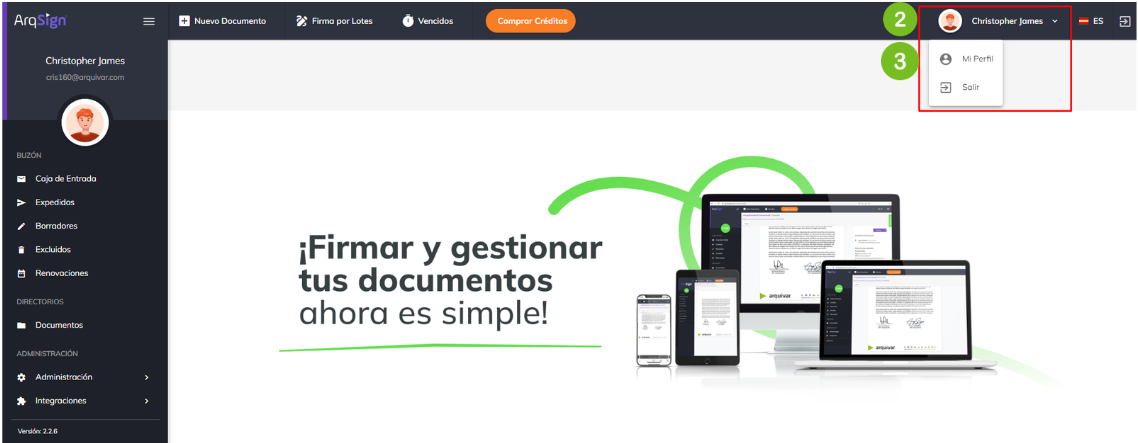 ArqSign
Nuevo Documento
Firma por Lotes
Vencidos
Comprar Créditos
2
Christopher James
ES
3
Mi Perfil
Salir
Christopher James
cris160@arquivar.com
BUZÓN
Caja de Entrada
Expedidos
Borradores
Excluidos
Renovaciones
DIRECTORIOS
Documentos
ADMINISTRACIÓN
Administración
Integraciones
Versión: 2.2.6
¡Firmar y gestionar
tus documentos
ahora es simple!
arquivar
arquivar